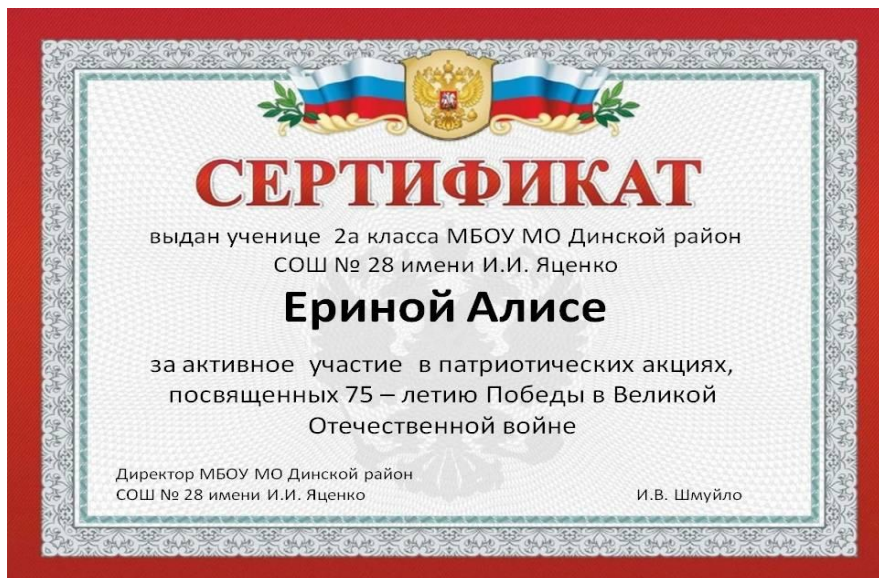 СЕРТИФИКАТ
выдан ученице 2а класса МБОУ МО Динской район
СОШ № 28 имени И.И. Яценко
Ериной Алисе
за активное участие в патриотических акциях,
посвященных 75 – летию Победы в Великой
Отечественной войне
Директор МБОУ МО Динской район
СОШ № 28 имени И.И. Яценко
И.В. Шмуйло